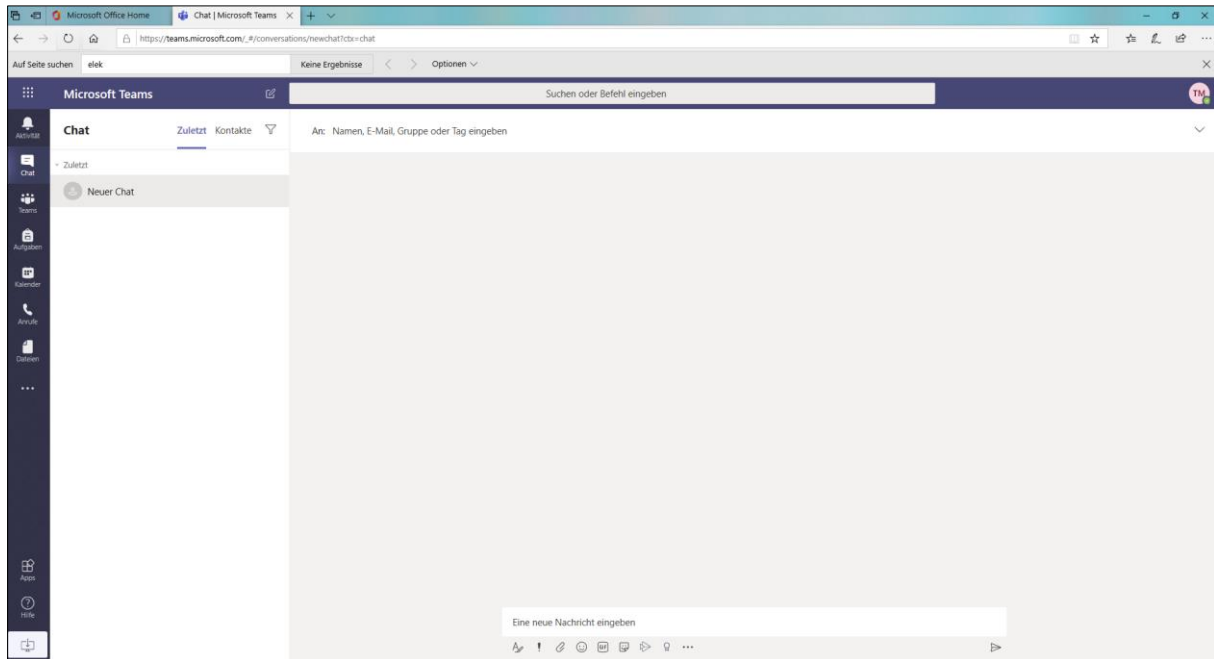 Microsoft Office Home
Chat | Microsoft Teams
https://teams.microsoft.com/_#/conversations/newchat?ctx=chat
Auf Seite suchen elek Keine Ergebnisse Optionen
Microsoft Teams Suchen oder Befehl eingeben TM
Aktivität
Chat
Teams
Aufgaben
Kalender
Anrufe
Dateien
Apps
Hilfe
Chat Zuletzt Kontakte
Zuletzt
Neuer Chat
An: Namen, E-Mail, Gruppe oder Tag eingeben
Eine neue Nachricht eingeben
GIF